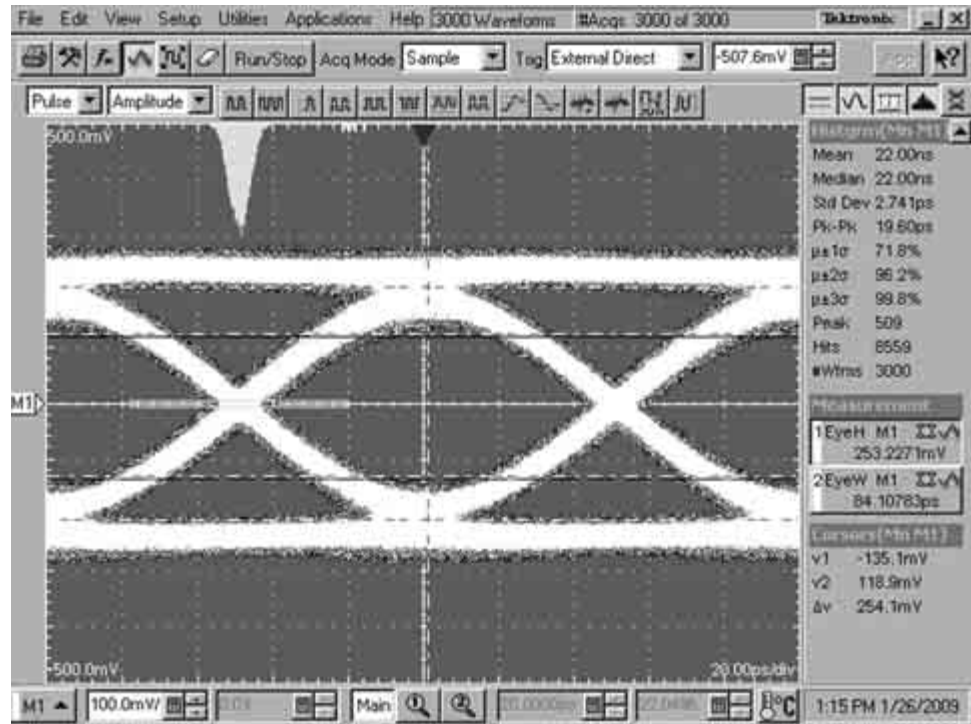 File Edit View Setup Utilities Applications Help 3000 Waveforms #Acqs 3000 of 3000 Tektronix
Run/Stop Acq Mode Sample Trig External Direct -507.6mV
Pulse Amplitude
500.0mV
Histgrm(Mn M1)
Mean 22.00ns
Median 22.00ns
Std Dev 2.741ps
Pk-Pk 19.60ps
µ±1σ 71.8%
µ±2σ 96.2%
µ±3σ 99.8%
Peak 509
Hits 8559
#Wfms 3000
M1
Measurement
1 EyeH M1
253.2271mV
2 EyeW M1
84.10783ps
Cursors(Mn M1)
v1 -135.1mV
v2 118.9mV
Δv 254.1mV
-500.0mV 20.00ps/div
M1 100.0mV/ Main 1 2 °C 1:15 PM 1/26/2009